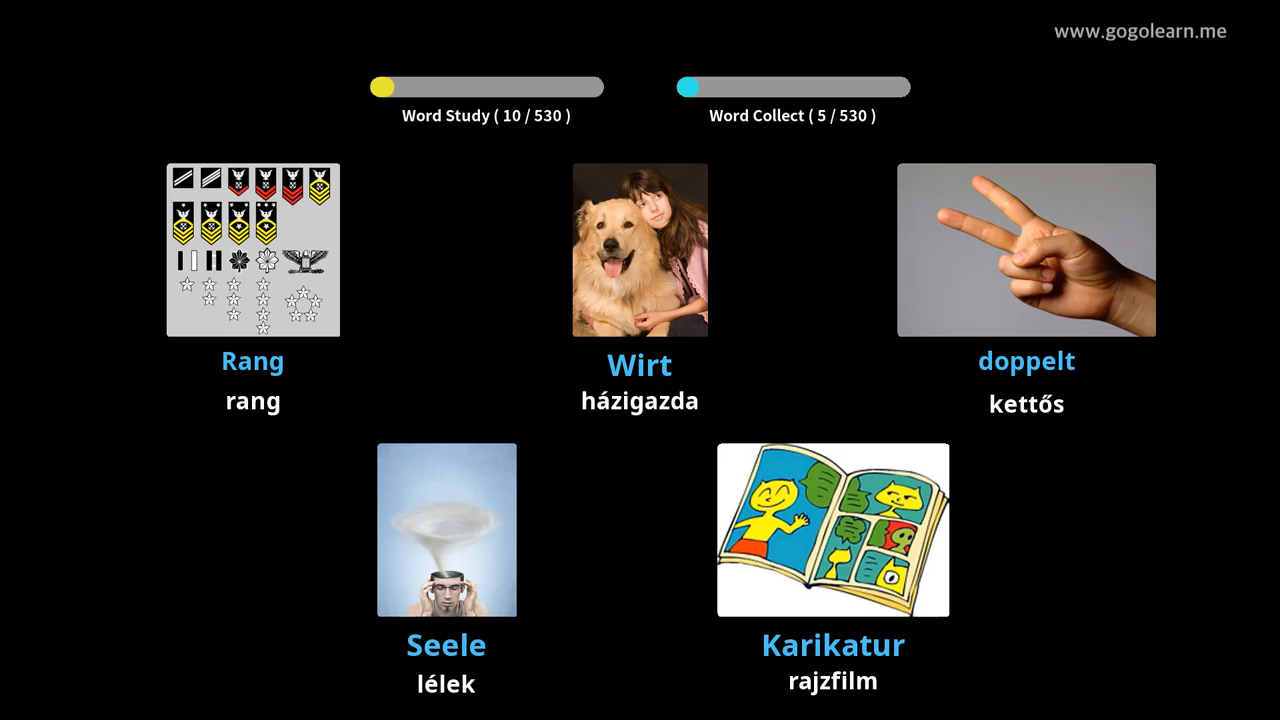 www.gogolearn.me
Word Study ( 10 / 530 )
Word Collect ( 5 / 530 )
Rang
rang
Wirt
házigazda
doppelt
kettős
Seele
lélek
Karikatur
rajzfilm